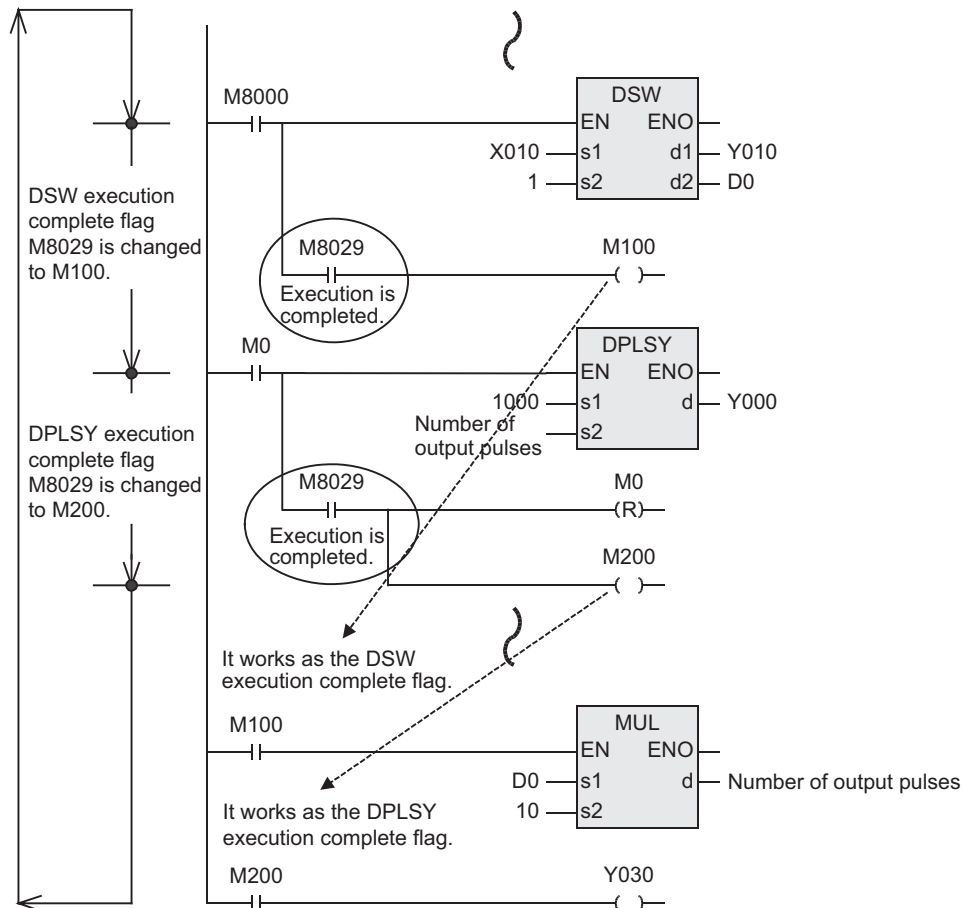 M8000
DSW
EN ENO
X010 s1 d1 Y010
1 s2 d2 D0
DSW execution
complete flag
M8029 is changed
to M100.
M8029
M100
Execution is
completed.
M0
DPLSY
EN ENO
1000 s1 d Y000
Number of
output pulses
s2
DPLSY execution
complete flag
M8029 is changed
to M200.
M8029
M0
(R)
Execution is
completed.
M200
It works as the DSW
execution complete flag.
M100
MUL
EN ENO
D0 s1 d Number of output pulses
10 s2
It works as the DPLSY
execution complete flag.
M200
Y030